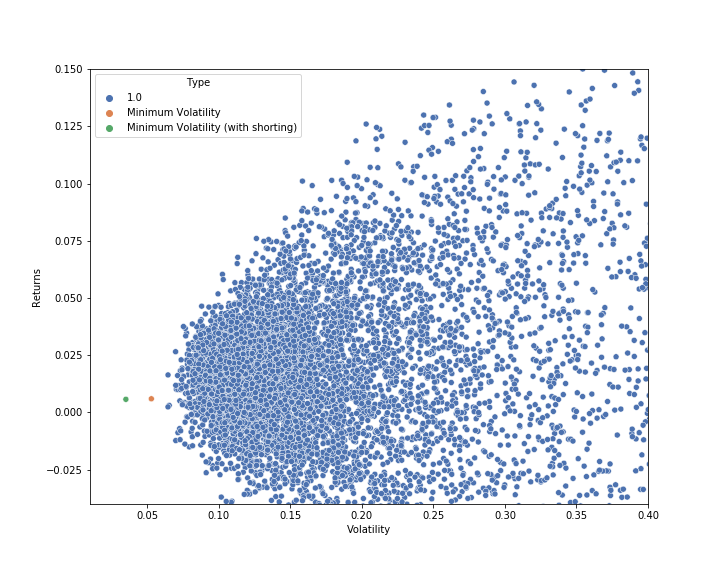 Type
1.0
Minimum Volatility
Minimum Volatility (with shorting)
0.150
0.125
0.100
0.075
0.050
0.025
0.000
−0.025
Returns
0.05 0.10 0.15 0.20 0.25 0.30 0.35 0.40
Volatility